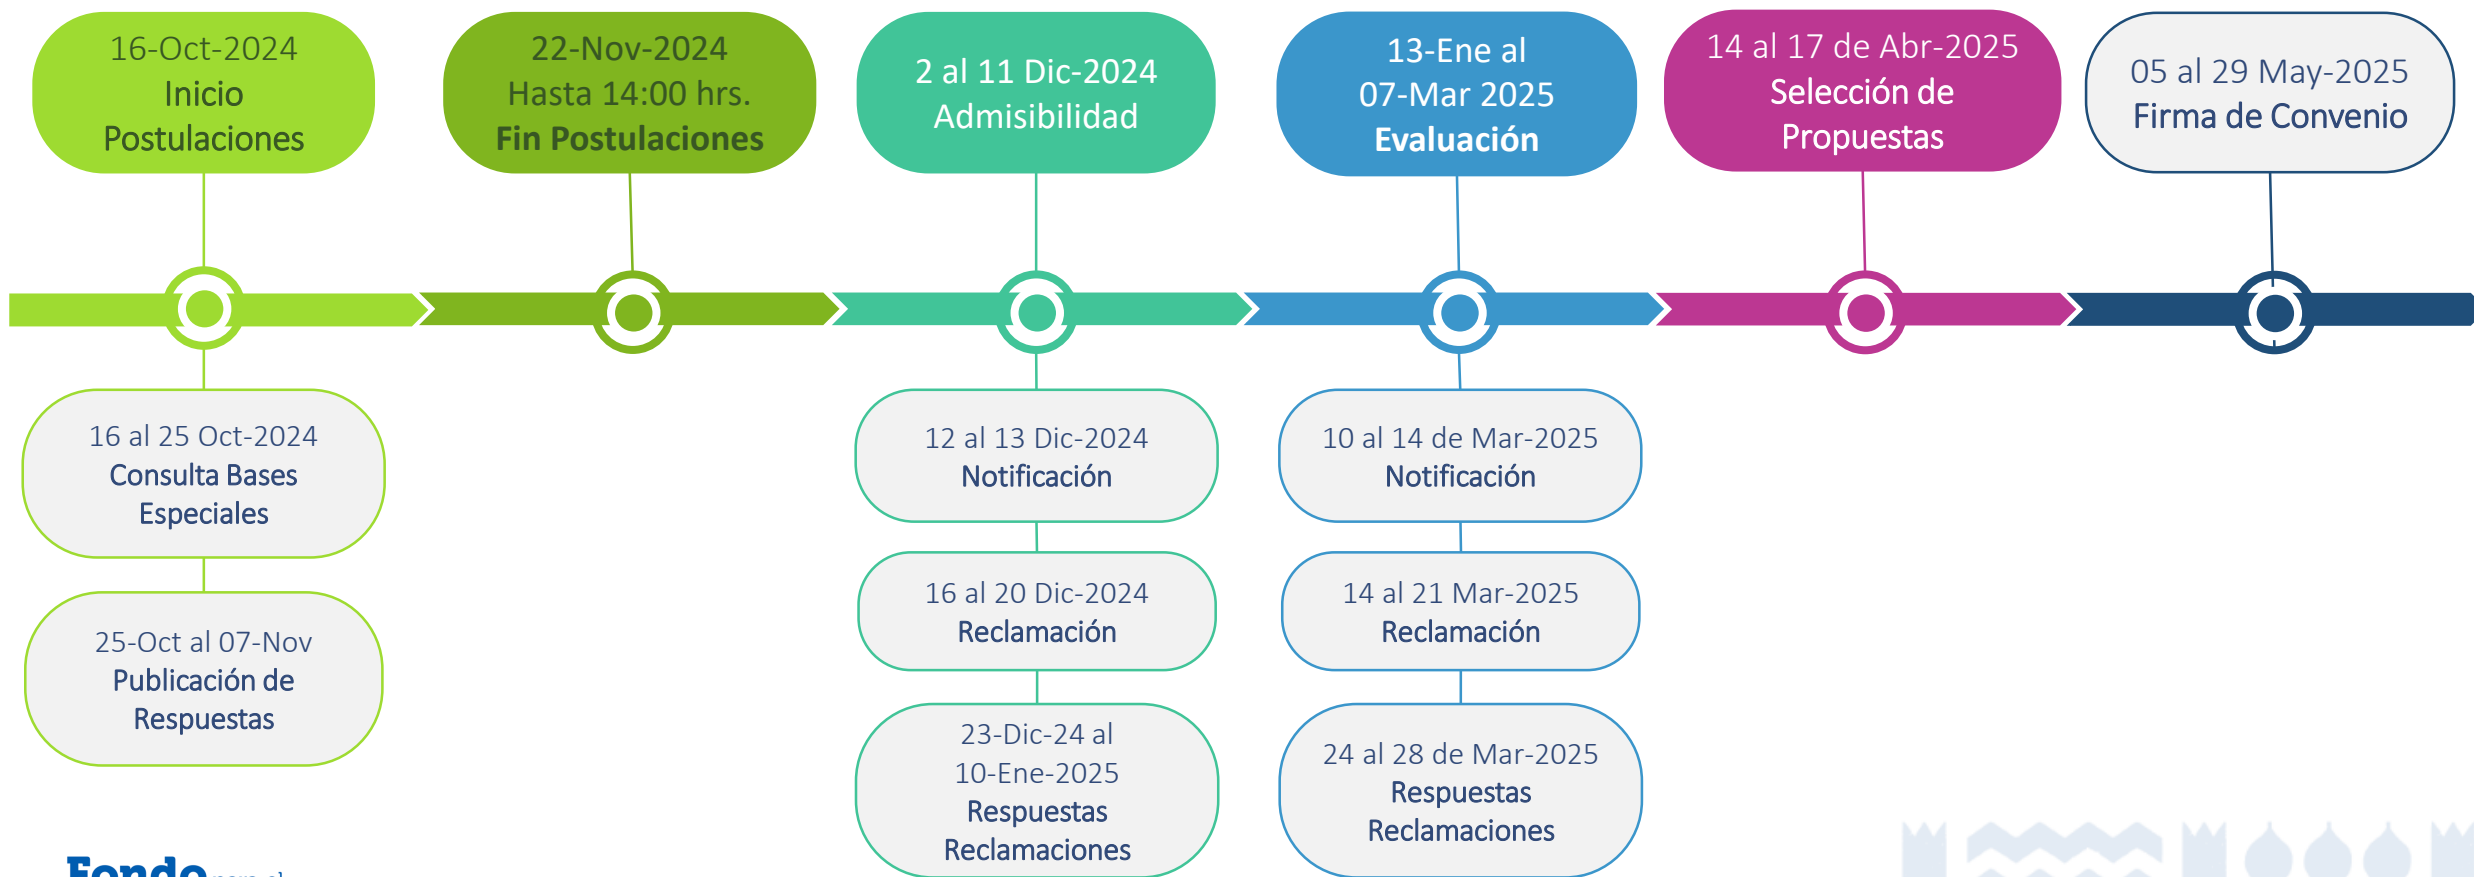 16-Oct-2024
Inicio
Postulaciones
22-Nov-2024
Hasta 14:00 hrs.
Fin Postulaciones
2 al 11 Dic-2024
Admisibilidad
13-Ene al
07-Mar 2025
Evaluación
14 al 17 de Abr-2025
Selección de
Propuestas
05 al 29 May-2025
Firma de Convenio
16 al 25 Oct-2024
Consulta Bases
Especiales
25-Oct al 07-Nov
Publicación de
Respuestas
12 al 13 Dic-2024
Notificación
16 al 20 Dic-2024
Reclamación
23-Dic-24 al
10-Ene-2025
Respuestas
Reclamaciones
10 al 14 de Mar-2025
Notificación
14 al 21 Mar-2025
Reclamación
24 al 28 de Mar-2025
Respuestas
Reclamaciones
Fondo